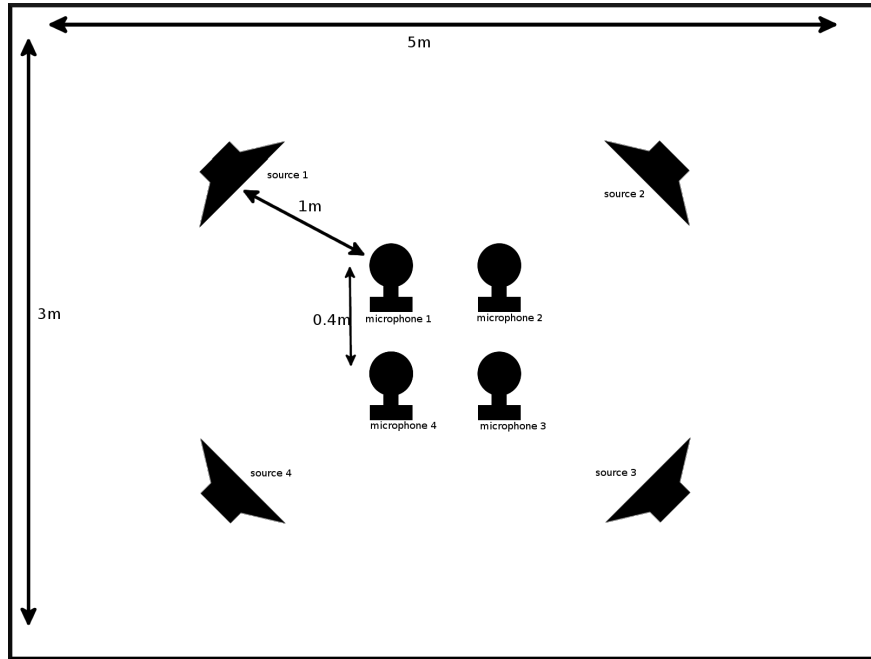 5m
source 1
source 2
1m
3m
0.4m
microphone 1
microphone 2
microphone 4
microphone 3
source 4
source 3